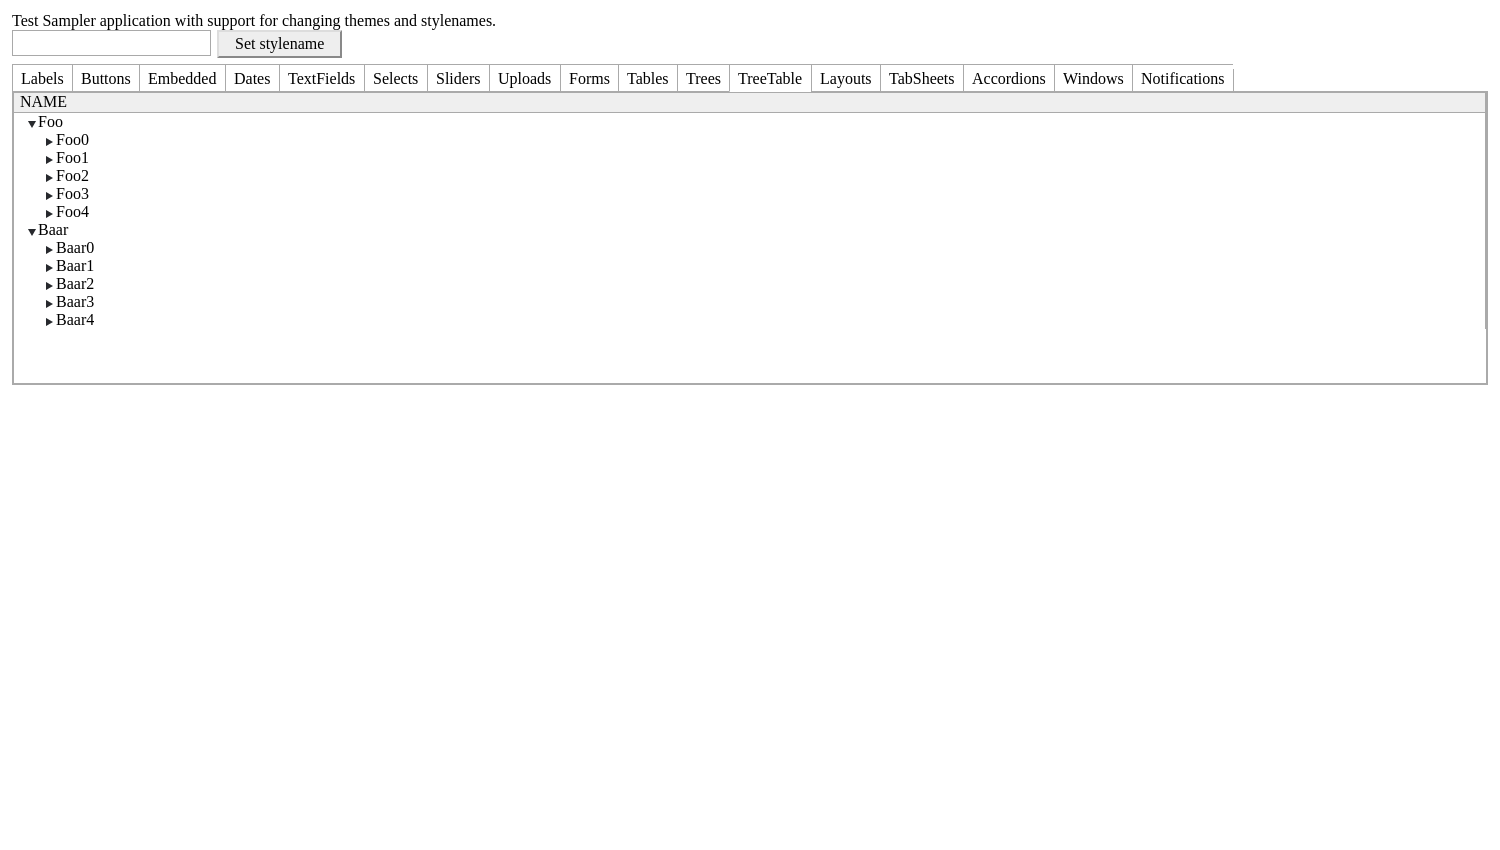 Test Sampler application with support for changing themes and stylenames.
Set stylename
Labels Buttons Embedded Dates TextFields Selects Sliders Uploads Forms Tables Trees TreeTable Layouts TabSheets Accordions Windows Notifications
NAME
Foo
Foo0
Foo1
Foo2
Foo3
Foo4
Baar
Baar0
Baar1
Baar2
Baar3
Baar4